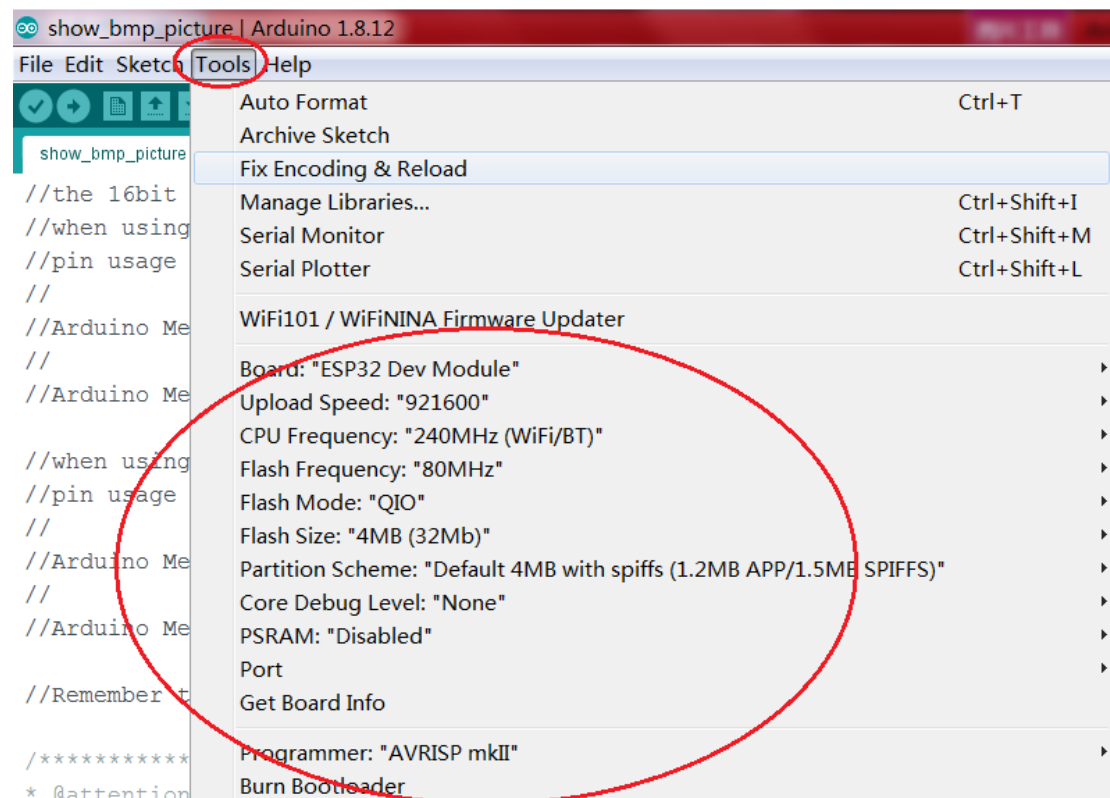 show_bmp_picture | Arduino 1.8.12
File Edit Sketch Tools Help
Auto Format Ctrl+T
Archive Sketch
show_bmp_picture
Fix Encoding & Reload
//the 16bit
Manage Libraries... Ctrl+Shift+I
//when using
Serial Monitor Ctrl+Shift+M
//pin usage
Serial Plotter Ctrl+Shift+L
//
//Arduino Me
WiFi101 / WiFiNINA Firmware Updater
//
Board: "ESP32 Dev Module"
//Arduino Me
Upload Speed: "921600"
CPU Frequency: "240MHz (WiFi/BT)"
//when using
Flash Frequency: "80MHz"
//pin usage
Flash Mode: "QIO"
//
Flash Size: "4MB (32Mb)"
//Arduino Me
Partition Scheme: "Default 4MB with spiffs (1.2MB APP/1.5MB SPIFFS)"
//
Core Debug Level: "None"
//Arduino Me
PSRAM: "Disabled"
Port
//Remember t
Get Board Info
/***********
Programmer: "AVRISP mkII"
* @attention
Burn Bootloader